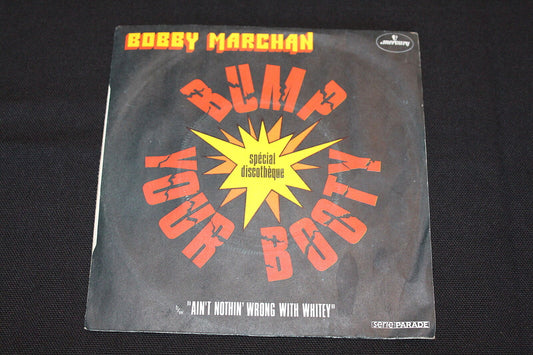 BOBBY MARCHAN
mercury
BUMP
YOUR
BOOTY
spécial
discothèque
"AIN'T NOTHIN' WRONG WITH WHITEY"
serie PARADE